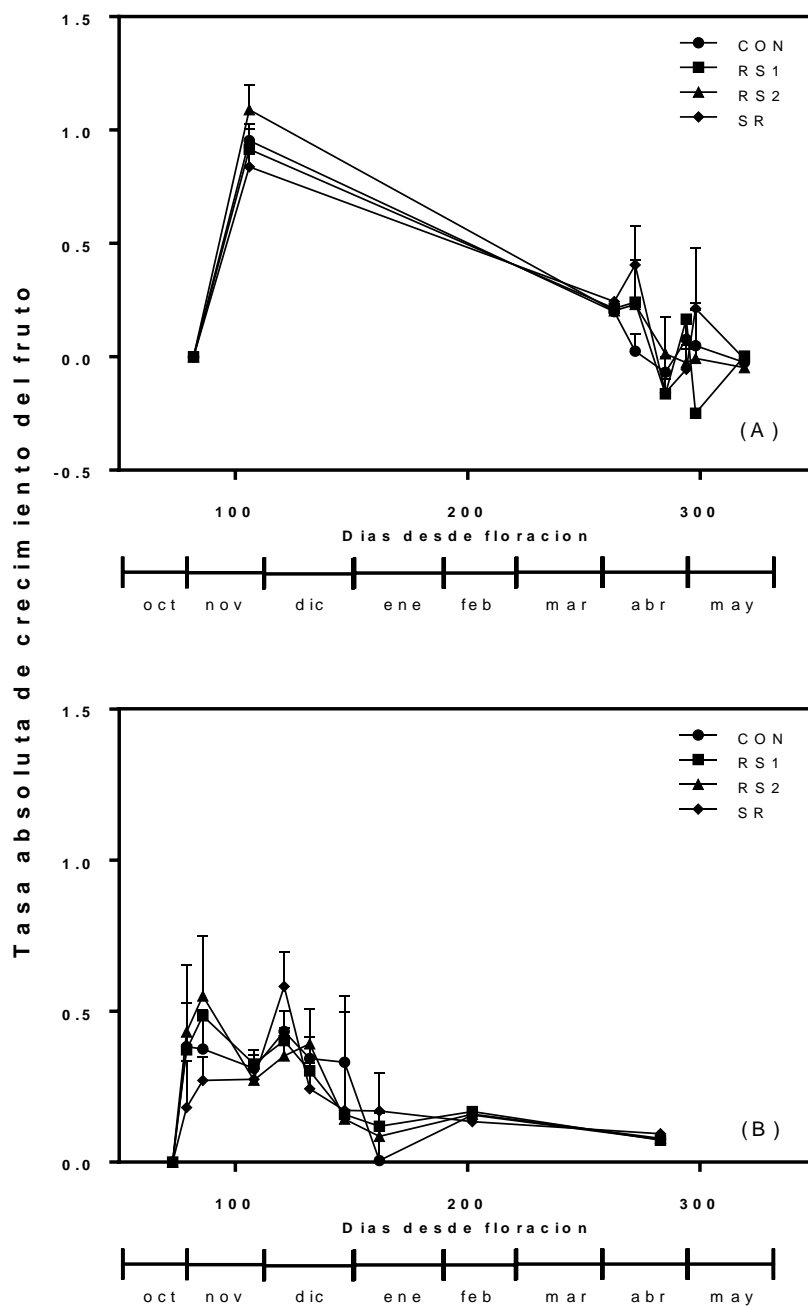 Tasa absoluta de crecimiento del fruto
1.5
1.0
0.5
0.0
-0.5
CON
RS1
RS2
SR
(A)
100 200 300
Dias desde floracion
oct nov dic ene feb mar abr may
1.5
1.0
0.5
0.0
CON
RS1
RS2
SR
(B)
100 200 300
Dias desde floracion
oct nov dic ene feb mar abr may